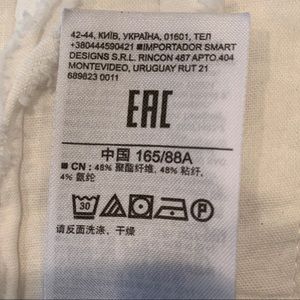 42-44, КИЇВ, УКРАЇНА, 01601, ТЕЛ
+380444590421 ■IMPORTADOR SMART
DESIGNS S.R.L. RINCON 487 APTO.404
MONTEVIDEO, URUGUAY RUT 21
689823 0011
EAC
中国 165/88A
■ CN : 48% 聚酯纤维, 48% 粘纤,
4% 氨纶
30 P
请反面洗涤、干燥